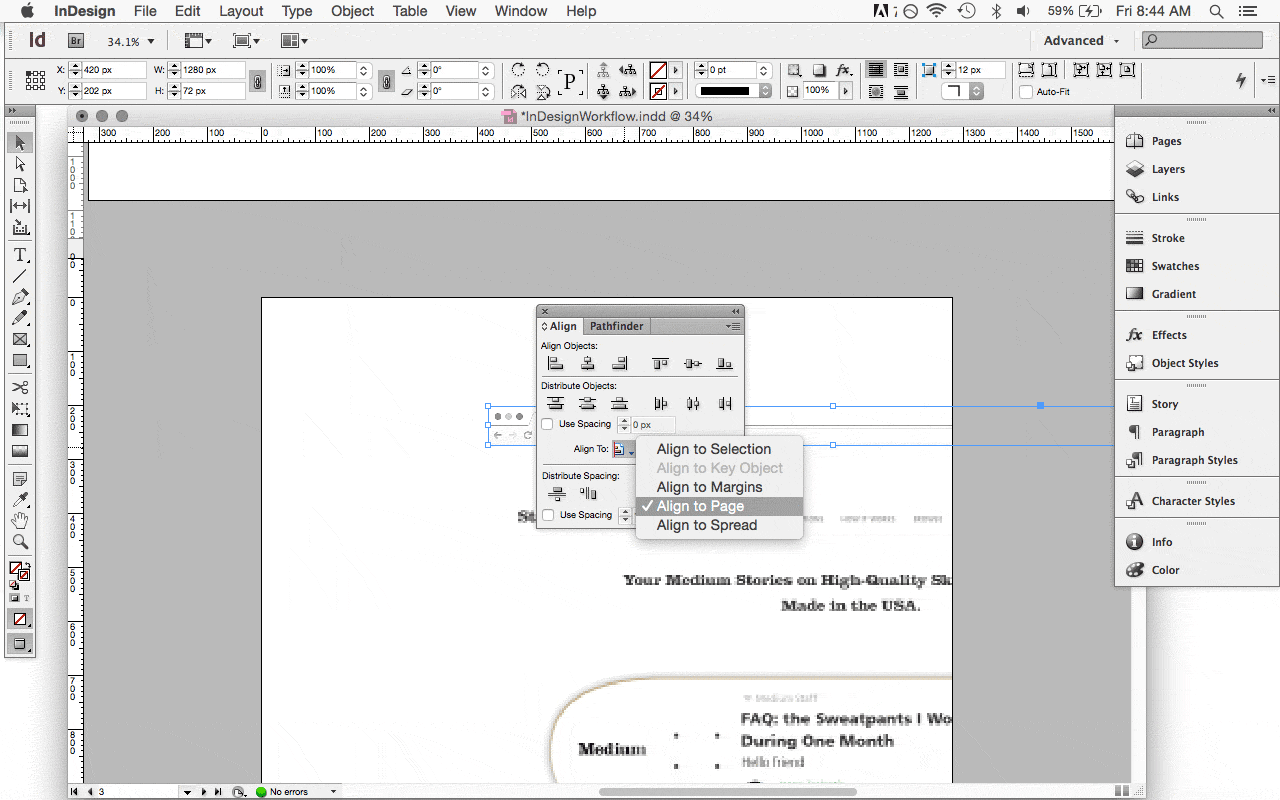 InDesign File Edit Layout Type Object Table View Window Help 7 59% Fri 8:44 AM
Id Br 34.1% Advanced
X: 420 px W: 1280 px 100% 0° P 0 pt fx. 12 px
Y: 202 px H: 72 px 100% 0° 100% Auto-Fit
*InDesignWorkflow.indd @ 34%
300 200 100 0 100 200 300 400 500 600 700 800 900 1000 1100 1200 1300 1400 1500
Pages
Layers
Links
Stroke
Swatches
Gradient
fx Effects
Object Styles
Story
Paragraph
Paragraph Styles
Character Styles
Info
Color
Align Pathfinder
Align Objects:
Distribute Objects:
Use Spacing 0 px
Align To:
Distribute Spacing:
Use Spacing
Align to Selection
Align to Key Object
Align to Margins
Align to Page
Align to Spread
Your Medium Stories on High-Quality Sk
Made in the USA.
Medium Staff
FAQ: the Sweatpants I Wo
During One Month
Hello friend
Medium
3 No errors